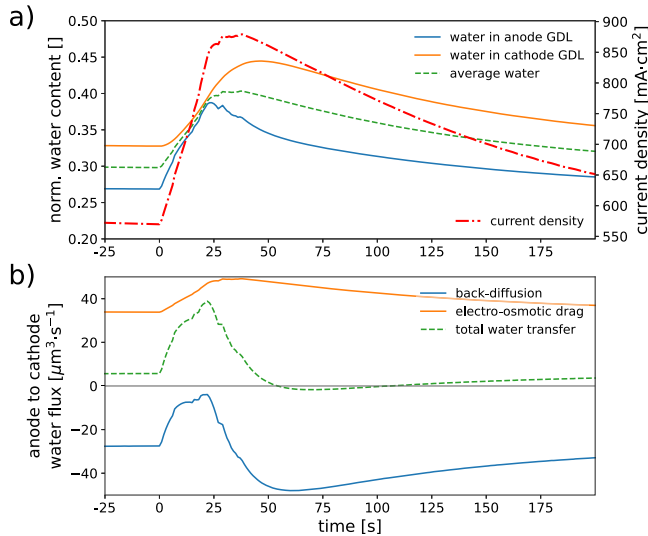 a)
norm. water content []
0.50
0.45
0.40
0.35
0.30
0.25
0.20
water in anode GDL
water in cathode GDL
average water
current density
900
850
800
750
700
650
600
550
current density [mA·cm²]
-25 0 25 50 75 100 125 150 175
b)
anode to cathode
water flux [μm³·s⁻¹]
40
20
0
−20
−40
back-diffusion
electro-osmotic drag
total water transfer
-25 0 25 50 75 100 125 150 175
time [s]